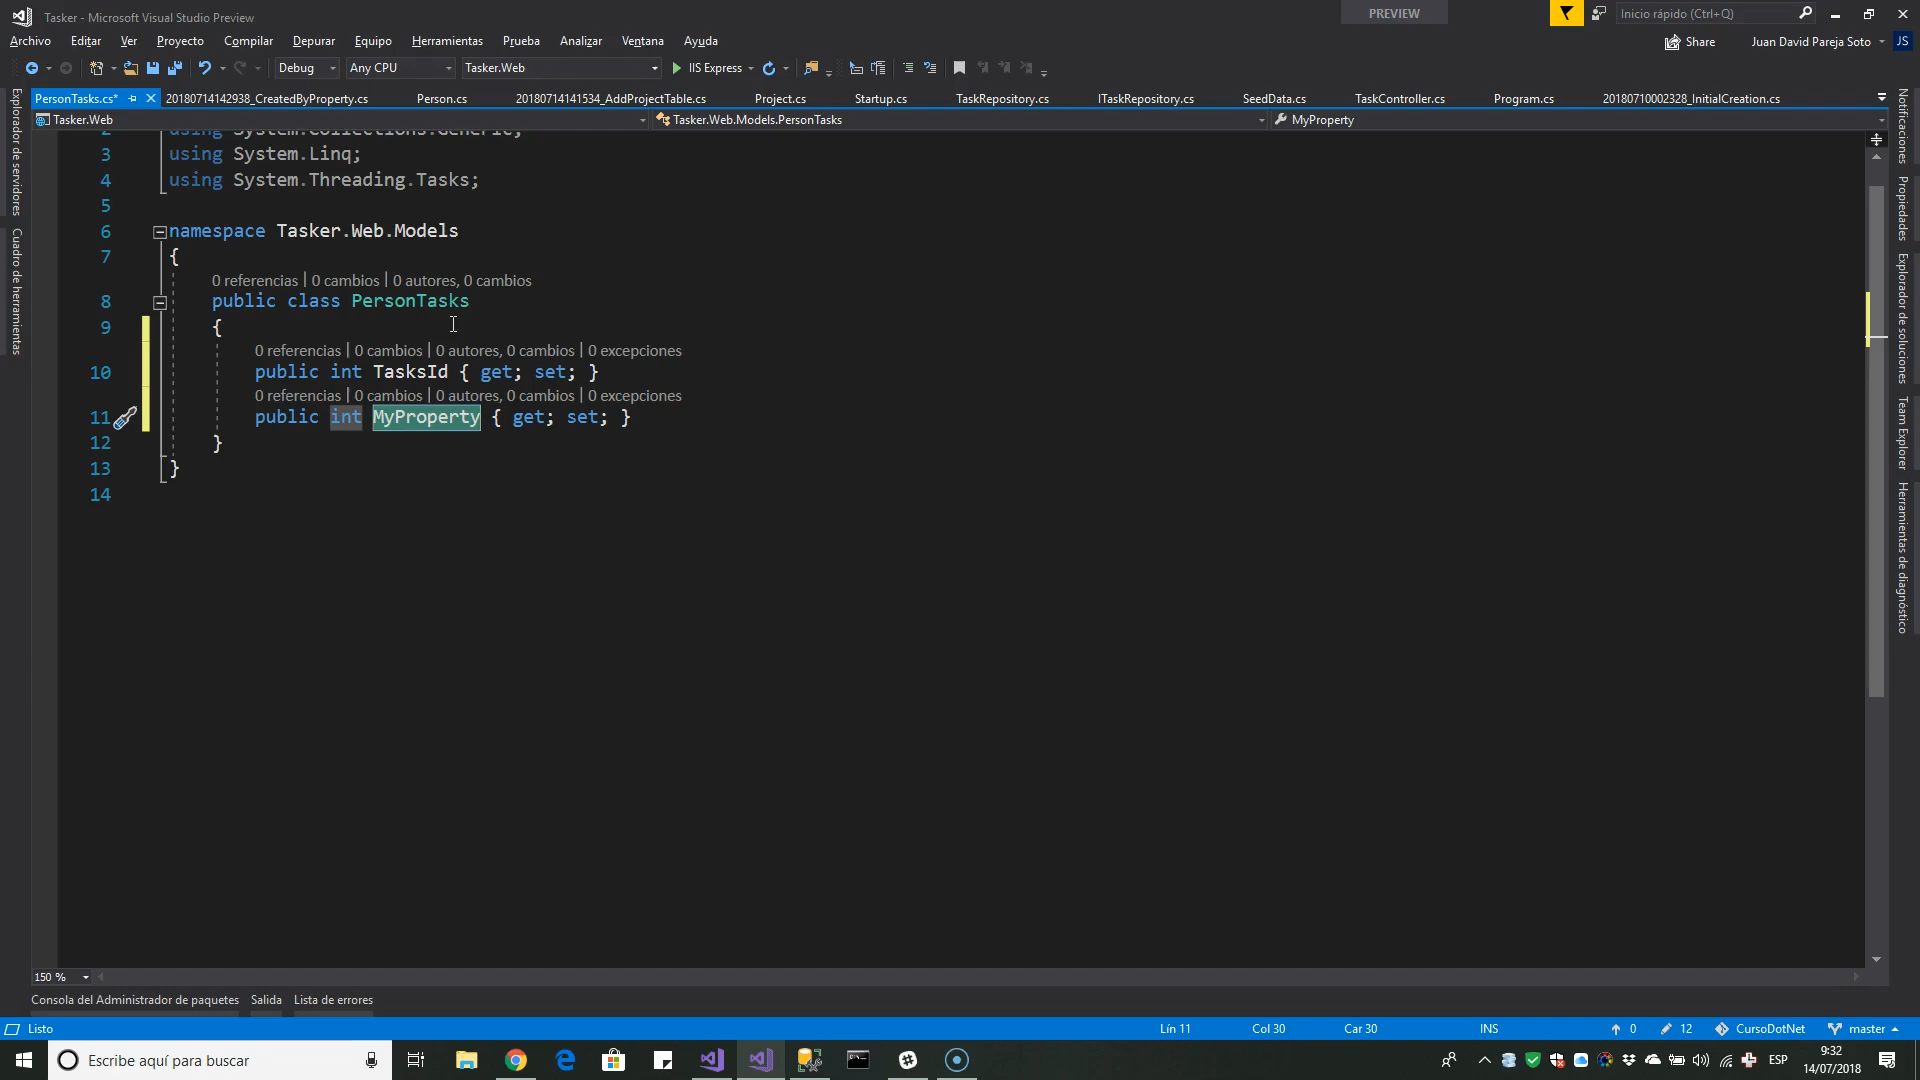 Tasker - Microsoft Visual Studio Preview
PREVIEW
Inicio rápido (Ctrl+Q)
Archivo Editar Ver Proyecto Compilar Depurar Equipo Herramientas Prueba Analizar Ventana Ayuda
Share Juan David Pareja Soto JS
Debug Any CPU Tasker.Web IIS Express
PersonTasks.cs* 20180714142938_CreatedByProperty.cs Person.cs 20180714141534_AddProjectTable.cs Project.cs Startup.cs TaskRepository.cs ITaskRepository.cs SeedData.cs TaskController.cs Program.cs 20180710002328_InitialCreation.cs
Tasker.Web Tasker.Web.Models.PersonTasks MyProperty
Explorador de servidores
Cuadro de herramientas
2 using System.Collections.Generic;
3 using System.Linq;
4 using System.Threading.Tasks;
5
6 namespace Tasker.Web.Models
7 {
0 referencias | 0 cambios | 0 autores, 0 cambios
8 public class PersonTasks
9 {
0 referencias | 0 cambios | 0 autores, 0 cambios | 0 excepciones
10 public int TasksId { get; set; }
0 referencias | 0 cambios | 0 autores, 0 cambios | 0 excepciones
11 public int MyProperty { get; set; }
12 }
13 }
14
Notificaciones
Propiedades
Explorador de soluciones
Team Explorer
Herramientas de diagnóstico
150 %
Consola del Administrador de paquetes Salida Lista de errores
Listo Lín 11 Col 30 Car 30 INS 0 12 CursoDotNet master
Escribe aquí para buscar
ESP
9:32
14/07/2018